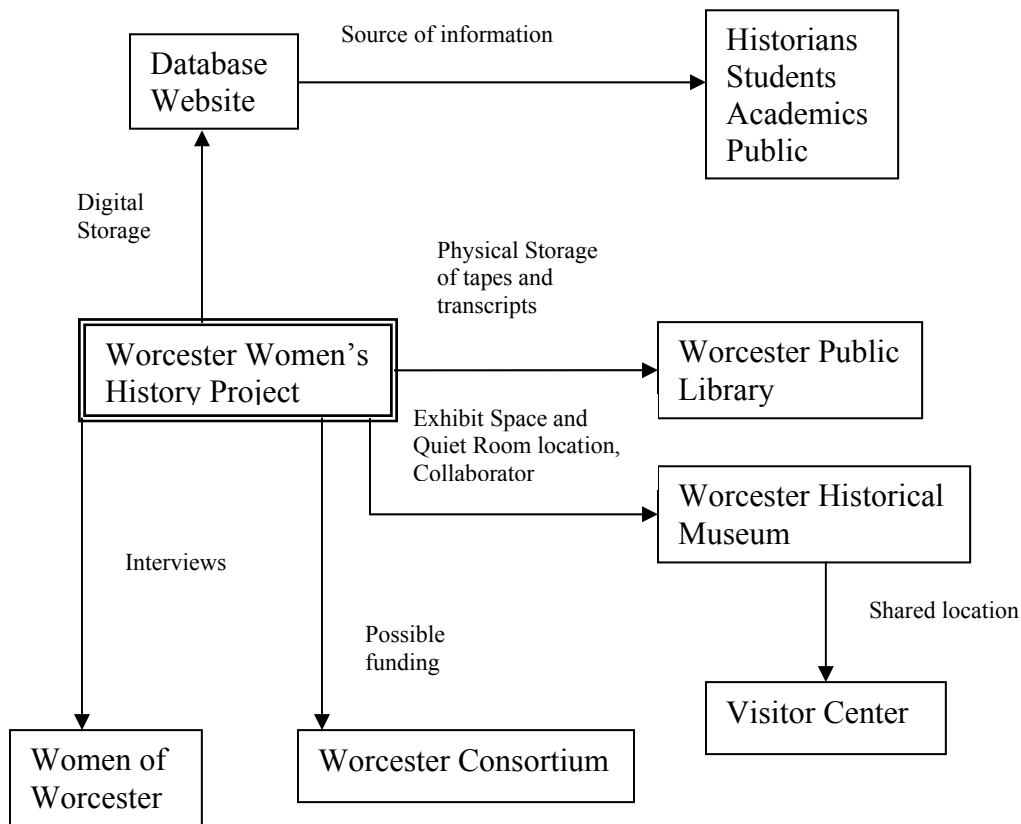 Source of information
Database
Website
Historians
Students
Academics
Public
Digital
Storage
Physical Storage
of tapes and
transcripts
Worcester Women’s
History Project
Worcester Public
Library
Exhibit Space and
Quiet Room location,
Collaborator
Worcester Historical
Museum
Interviews
Shared location
Possible
funding
Visitor Center
Women of
Worcester
Worcester Consortium